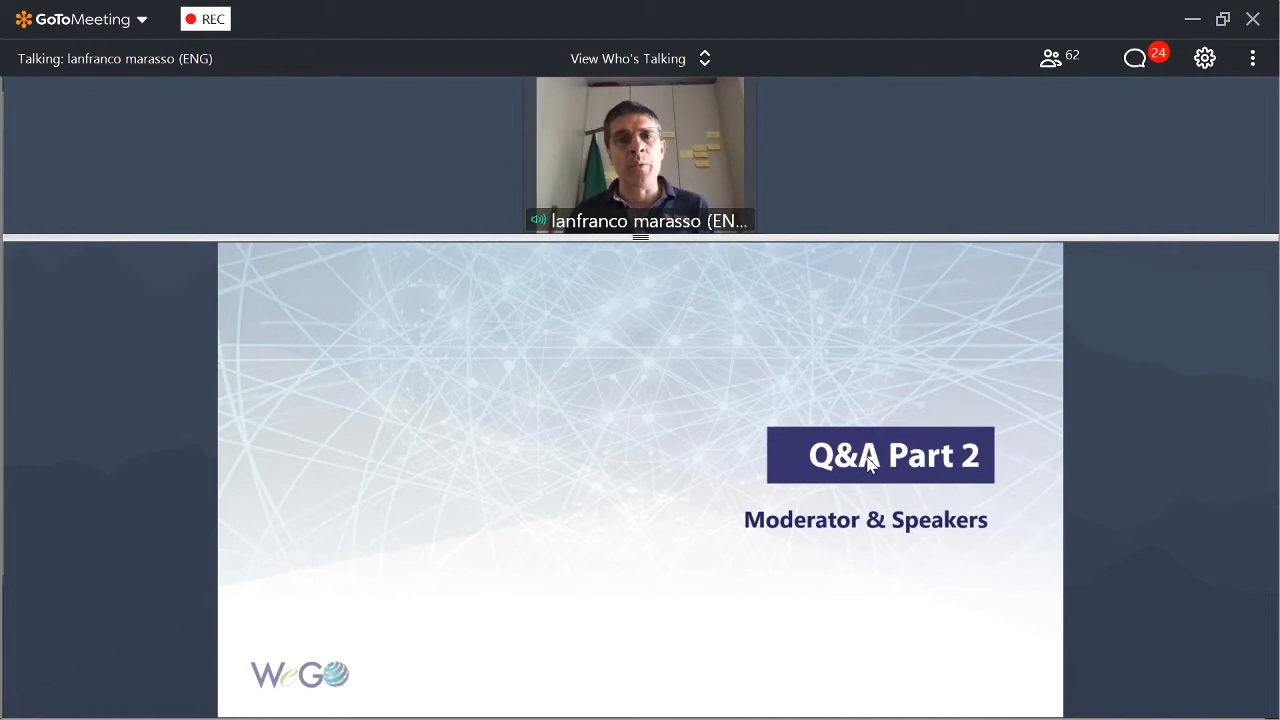 GoToMeeting
REC
Talking: lanfranco marasso (ENG)
View Who's Talking
62
24
lanfranco marasso (EN...
Q&A Part 2
Moderator & Speakers
WeGO